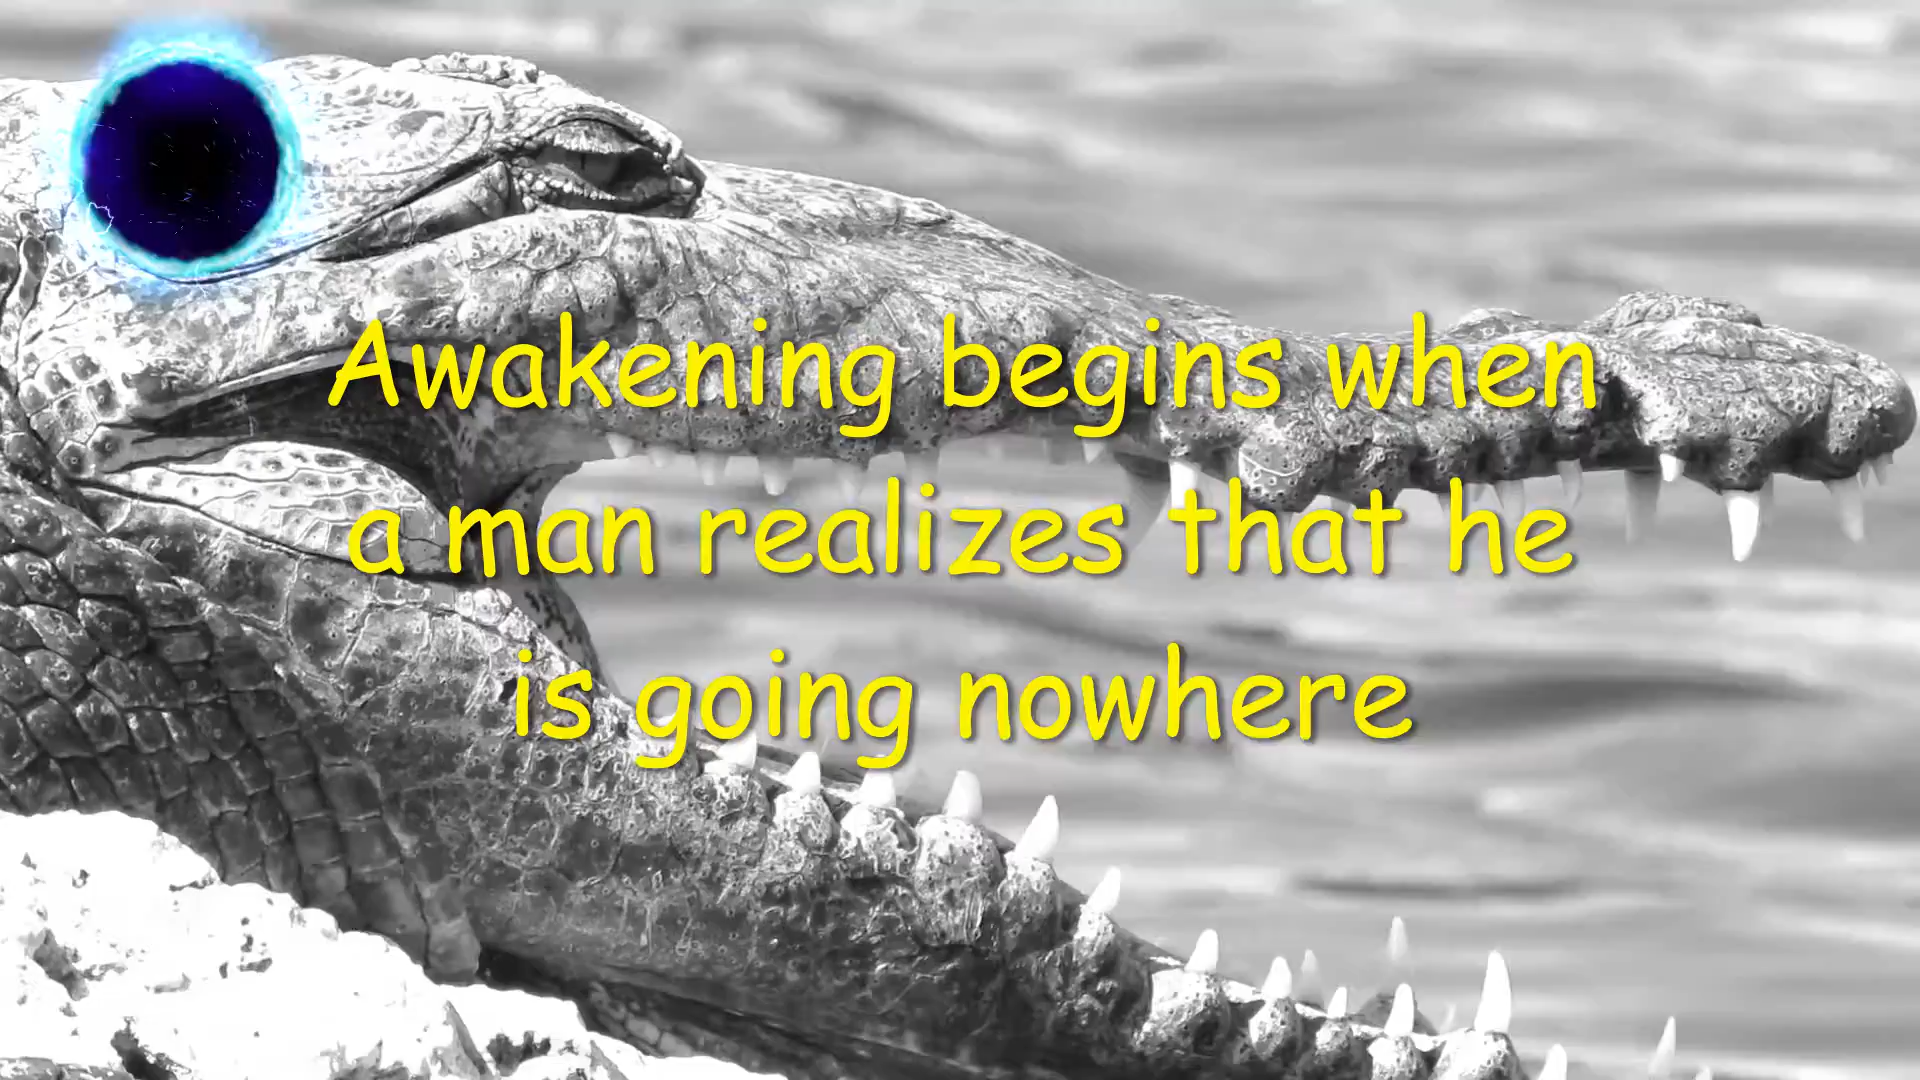 Awakening begins when
a man realizes that he
is going nowhere